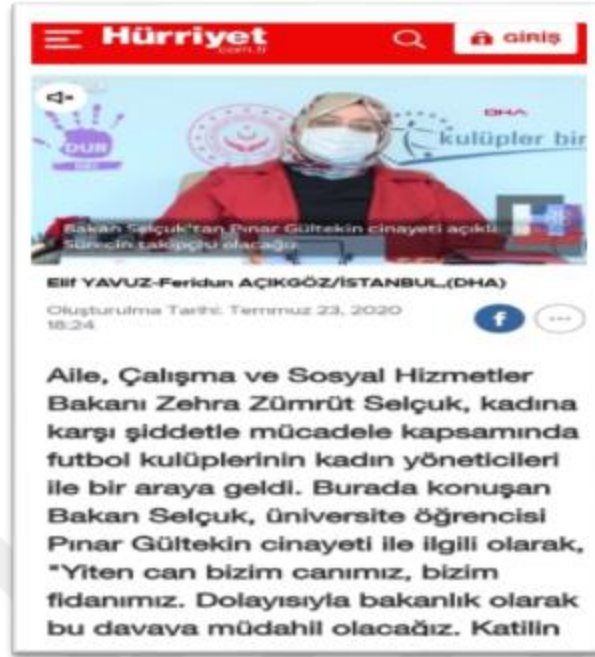 Hürriyet
.com.tr
GİRİŞ
DUR
DHA
kulüpler bir
Bakan Selçuk'tan Pınar Gültekin cinayeti
Sürecin takipçisi olacağız
Elif YAVUZ-Feridun AÇIKGÖZ/İSTANBUL,(DHA)
Oluşturulma Tarihi: Temmuz 23, 2020
18:24
Aile, Çalışma ve Sosyal Hizmetler
Bakanı Zehra Zümrüt Selçuk, kadına
karşı şiddetle mücadele kapsamında
futbol kulüplerinin kadın yöneticileri
ile bir araya geldi. Burada konuşan
Bakan Selçuk, üniversite öğrencisi
Pınar Gültekin cinayeti ile ilgili olarak,
"Yiten can bizim canımız, bizim
fidanımız. Dolayısıyla bakanlık olarak
bu davaya müdahil olacağız. Katilin